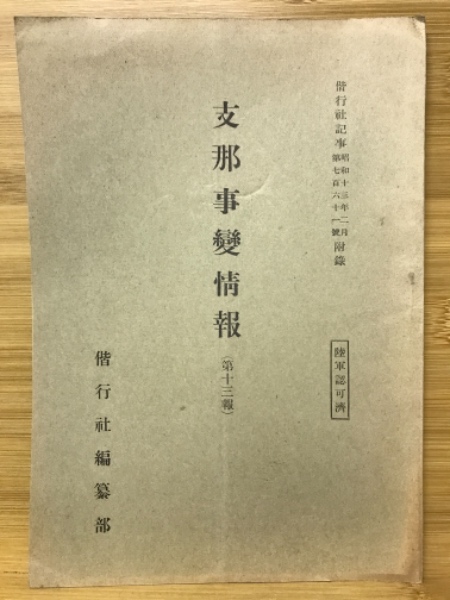 偕行社記事 昭和十三年二月第七百六十一號 附錄
陸軍認可濟
支那事變情報
(第十三報)
偕行社編纂部